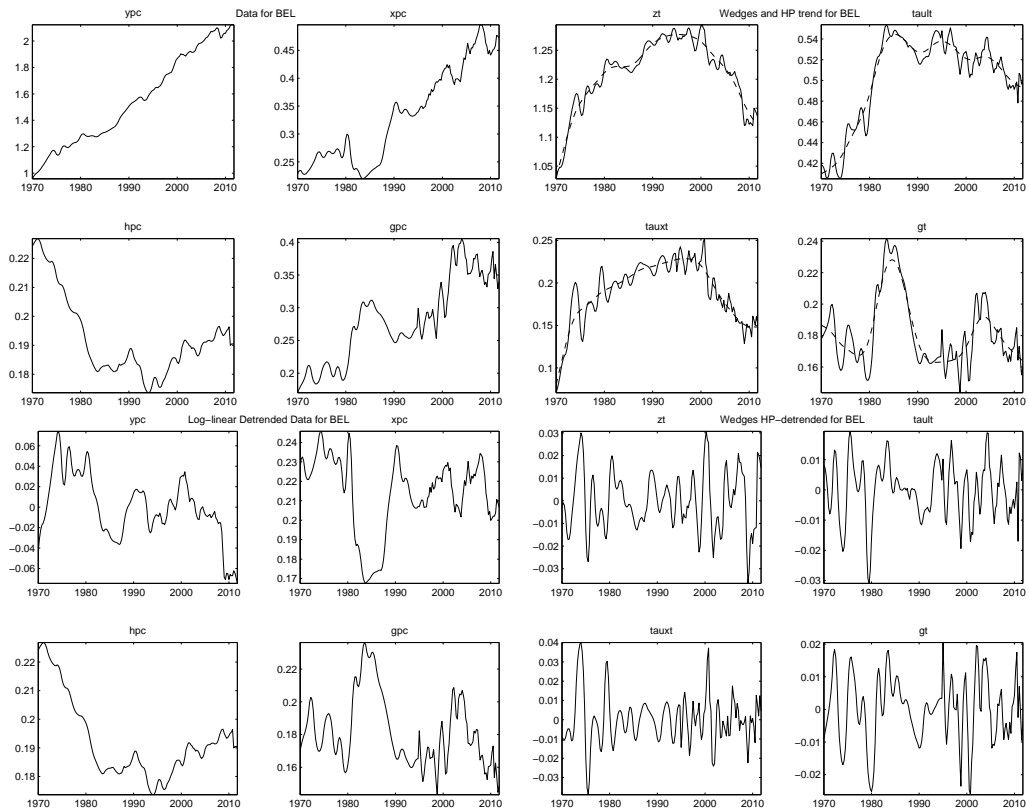 Data for BEL
ypc
2
1.8
1.6
1.4
1.2
1
1970 1980 1990 2000 2010
xpc
0.45
0.4
0.35
0.3
0.25
1970 1980 1990 2000 2010
hpc
0.22
0.21
0.2
0.19
0.18
1970 1980 1990 2000 2010
gpc
0.4
0.35
0.3
0.25
0.2
1970 1980 1990 2000 2010
Wedges and HP trend for BEL
zt
1.25
1.2
1.15
1.1
1.05
1970 1980 1990 2000 2010
tault
0.54
0.52
0.5
0.48
0.46
0.44
0.42
1970 1980 1990 2000 2010
tauxt
0.25
0.2
0.15
0.1
1970 1980 1990 2000 2010
gt
0.24
0.22
0.2
0.18
0.16
1970 1980 1990 2000 2010
Log−linear Detrended Data for BEL
ypc
0.06
0.04
0.02
0
−0.02
−0.04
−0.06
1970 1980 1990 2000 2010
xpc
0.24
0.23
0.22
0.21
0.2
0.19
0.18
0.17
1970 1980 1990 2000 2010
hpc
0.22
0.21
0.2
0.19
0.18
1970 1980 1990 2000 2010
gpc
0.22
0.2
0.18
0.16
1970 1980 1990 2000 2010
Wedges HP−detrended for BEL
zt
0.03
0.02
0.01
0
−0.01
−0.02
−0.03
1970 1980 1990 2000 2010
tault
0.01
0
−0.01
−0.02
−0.03
1970 1980 1990 2000 2010
tauxt
0.04
0.03
0.02
0.01
0
−0.01
−0.02
−0.03
−0.04
1970 1980 1990 2000 2010
gt
0.02
0.01
0
−0.01
−0.02
1970 1980 1990 2000 2010